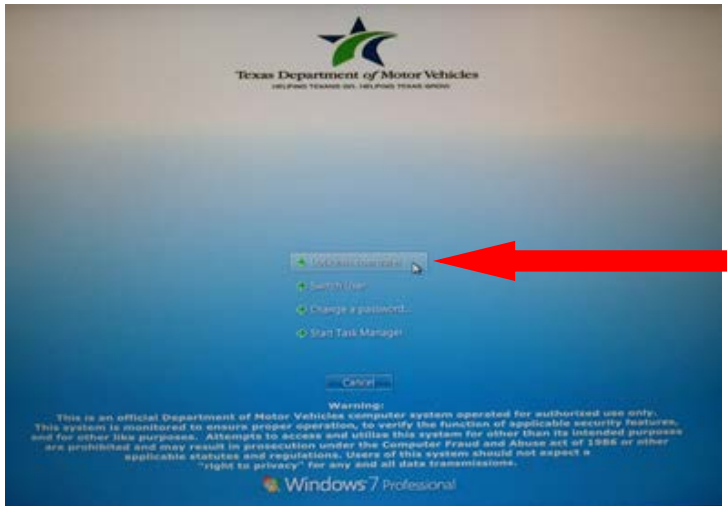 Texas Department of Motor Vehicles
HELPING TEXANS GO. HELPING TEXAS GROW.
Switch User
Change a password...
Start Task Manager
Cancel
Warning:
This is an official Department of Motor Vehicles computer system operated for authorized use only.
This system is monitored to ensure proper operation, to verify the function of applicable security features,
and for other like purposes. Attempts to access and utilize this system for other than its intended purposes
are prohibited and may result in prosecution under the Computer Fraud and Abuse act of 1986 or other
applicable statutes and regulations. Users of this system should not expect a
"right to privacy" for any and all data transmissions.
Windows 7 Professional